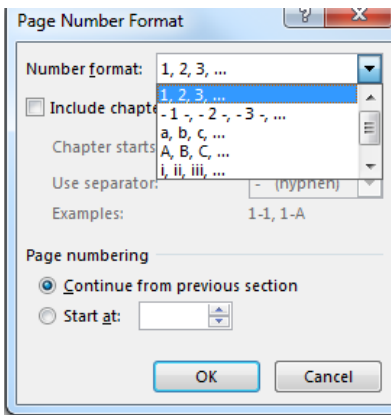 Page Number Format
Number format: 1, 2, 3, ...
1, 2, 3, ...
Include chapte
- 1 -, - 2 -, - 3 -, ...
a, b, c, ...
Chapter starts
A, B, C, ...
i, ii, iii, ...
Use separator: - (hyphen)
Examples: 1-1, 1-A
Page numbering
Continue from previous section
Start at:
OK Cancel